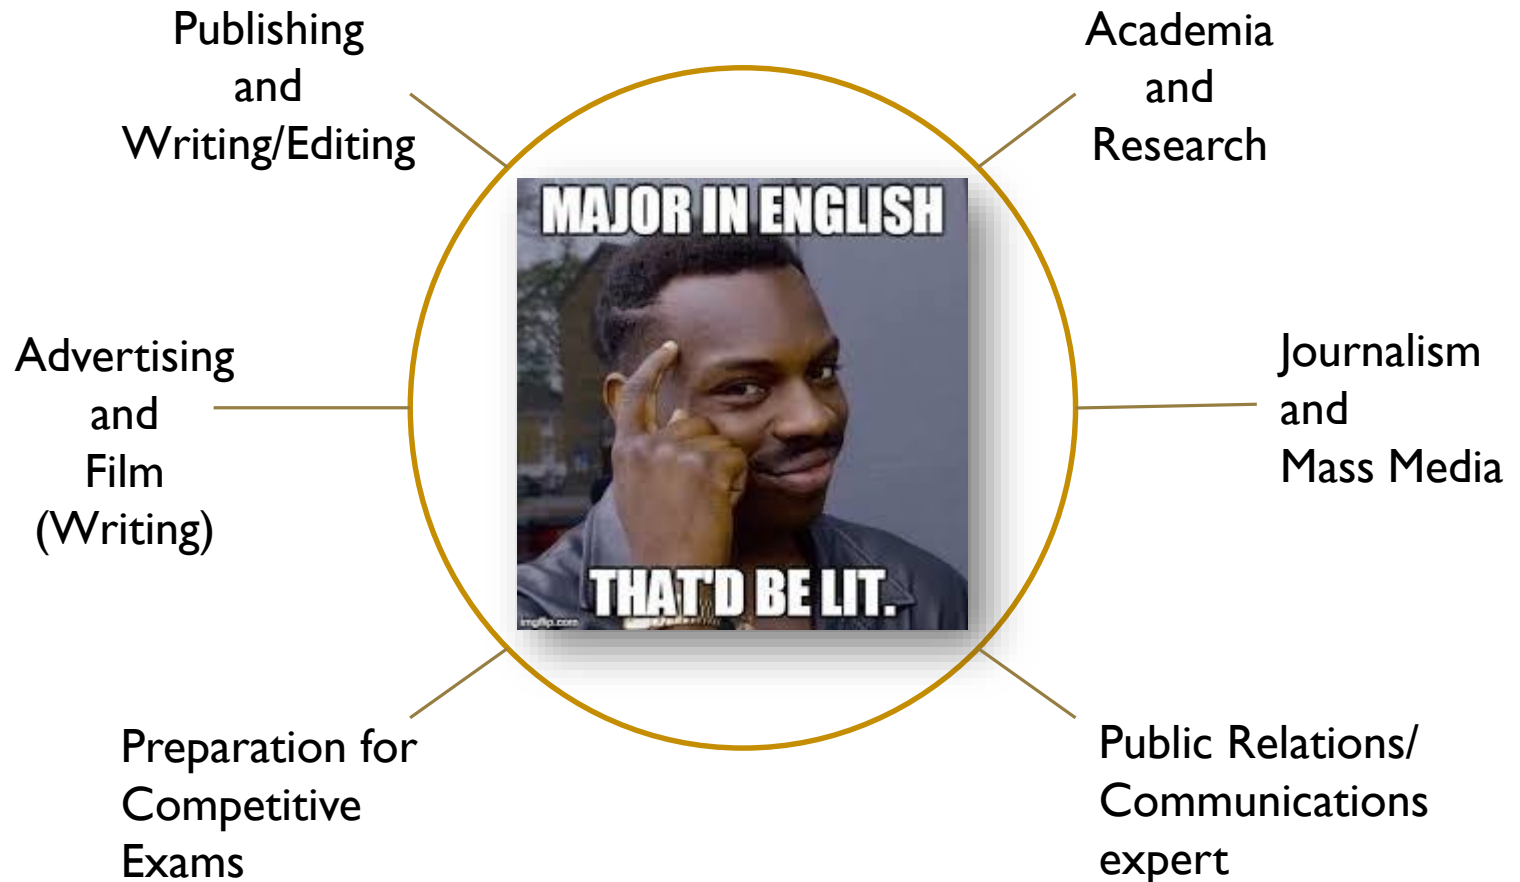 Publishing
and
Writing/Editing
Academia
and
Research
MAJOR IN ENGLISH
THAT'D BE LIT.
imgflip.com
Advertising
and
Film
(Writing)
Journalism
and
Mass Media
Preparation for
Competitive
Exams
Public Relations/
Communications
expert